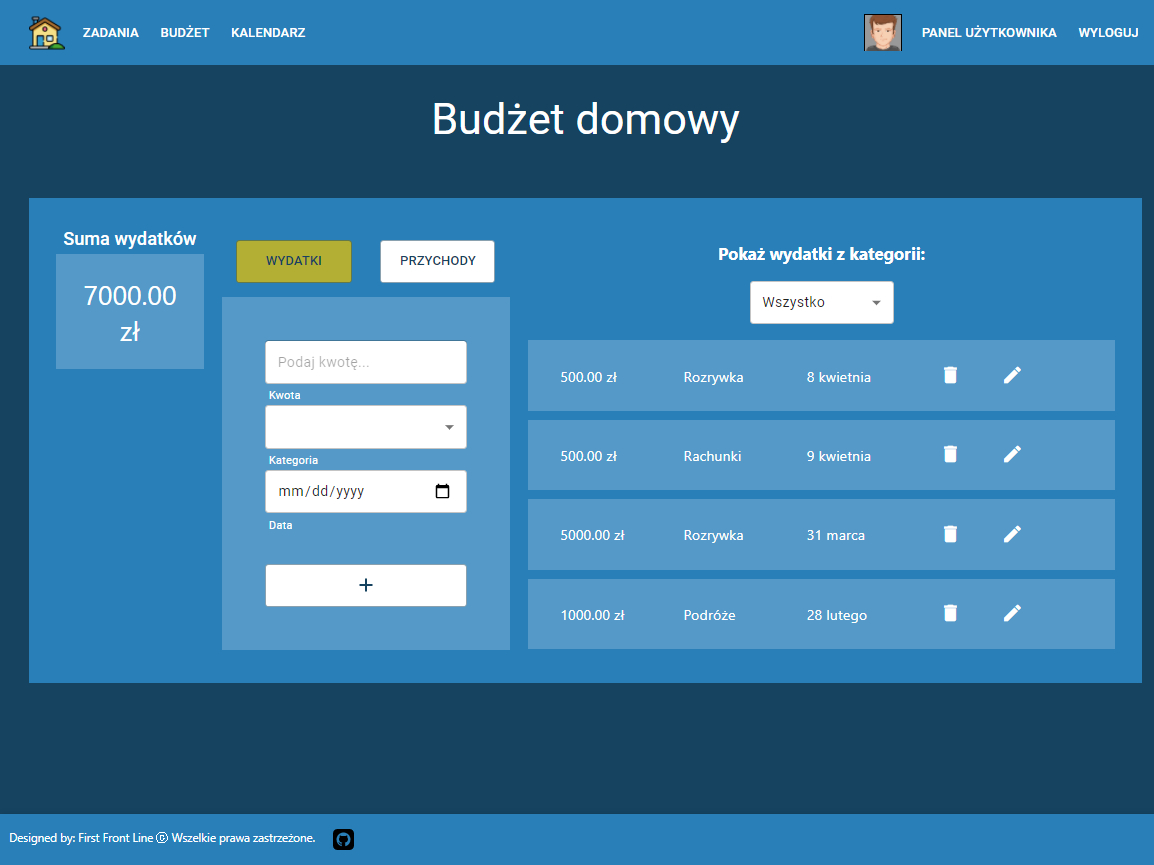 ZADANIA BUDŻET KALENDARZ PANEL UŻYTKOWNIKA WYLOGUJ
Budżet domowy
Suma wydatków
7000.00
zł
WYDATKI PRZYCHODY
Podaj kwotę...
Kwota
Kategoria
mm/dd/yyyy
Data
+
Pokaż wydatki z kategorii:
Wszystko
500.00 zł Rozrywka 8 kwietnia
500.00 zł Rachunki 9 kwietnia
5000.00 zł Rozrywka 31 marca
1000.00 zł Podróże 28 lutego
Designed by: First Front Line © Wszelkie prawa zastrzeżone.